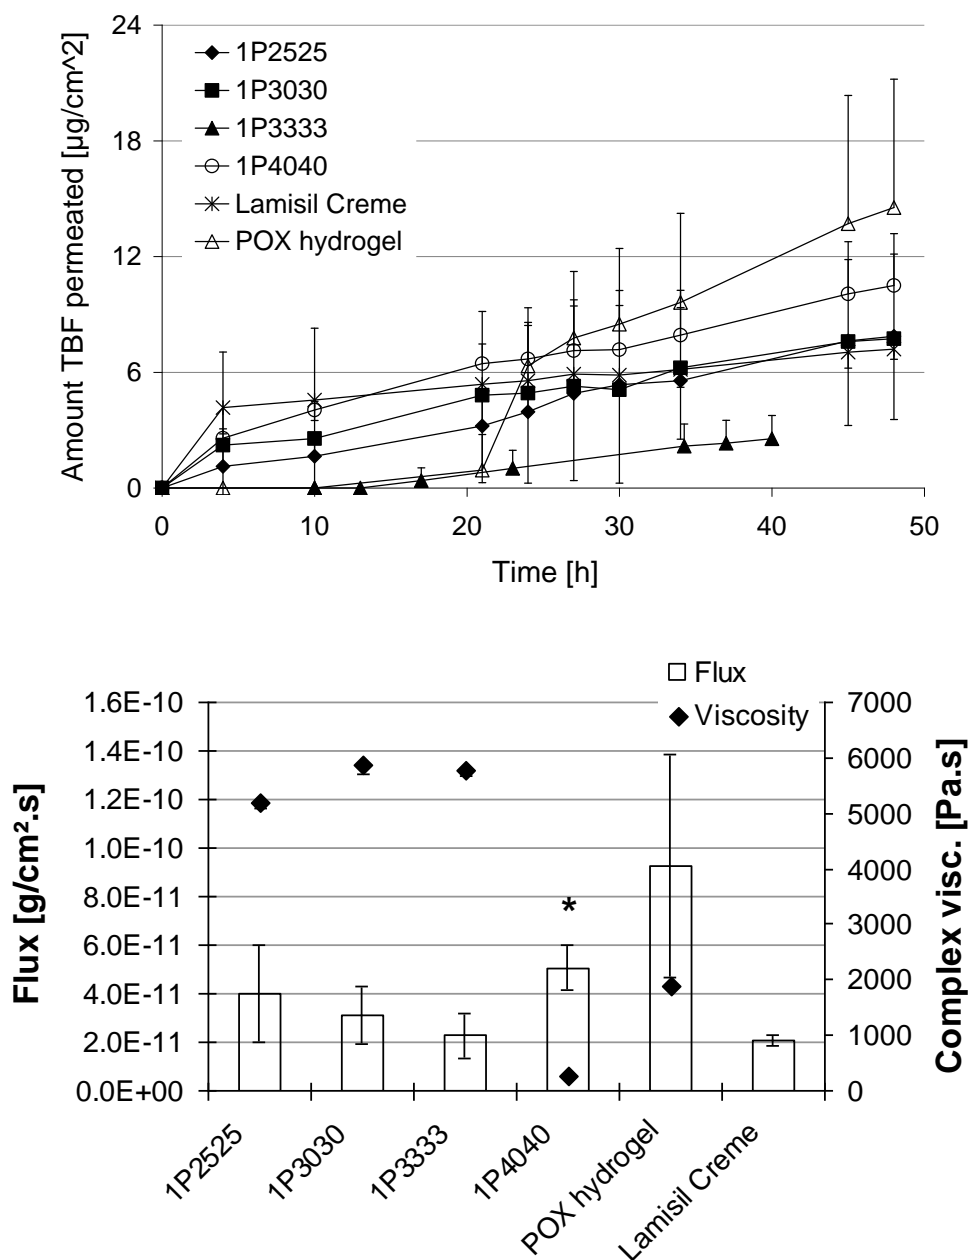 Amount TBF permeated [µg/cm^2]
24
18
12
6
0
1P2525
1P3030
1P3333
1P4040
Lamisil Creme
POX hydrogel
0 10 20 30 40 50
Time [h]
Flux
Viscosity
Flux [g/cm².s]
1.6E-10
1.4E-10
1.2E-10
1.0E-10
8.0E-11
6.0E-11
4.0E-11
2.0E-11
0.0E+00
*
7000
6000
5000
4000
3000
2000
1000
0
Complex visc. [Pa.s]
1P2525
1P3030
1P3333
1P4040
POX hydrogel
Lamisil Creme